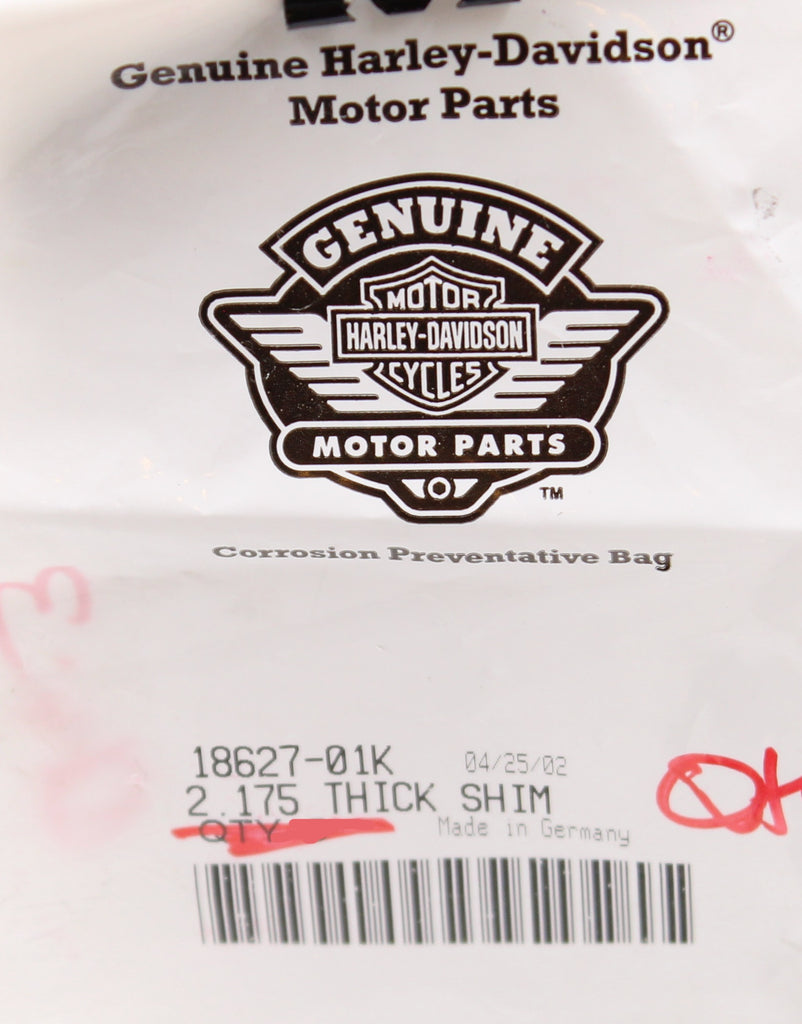 Genuine Harley-Davidson®
Motor Parts
GENUINE
MOTOR
HARLEY-DAVIDSON
CYCLES
MOTOR PARTS
TM
Corrosion Preventative Bag
18627-01K 04/25/02
2.175 THICK SHIM
QTY Made in Germany
OK